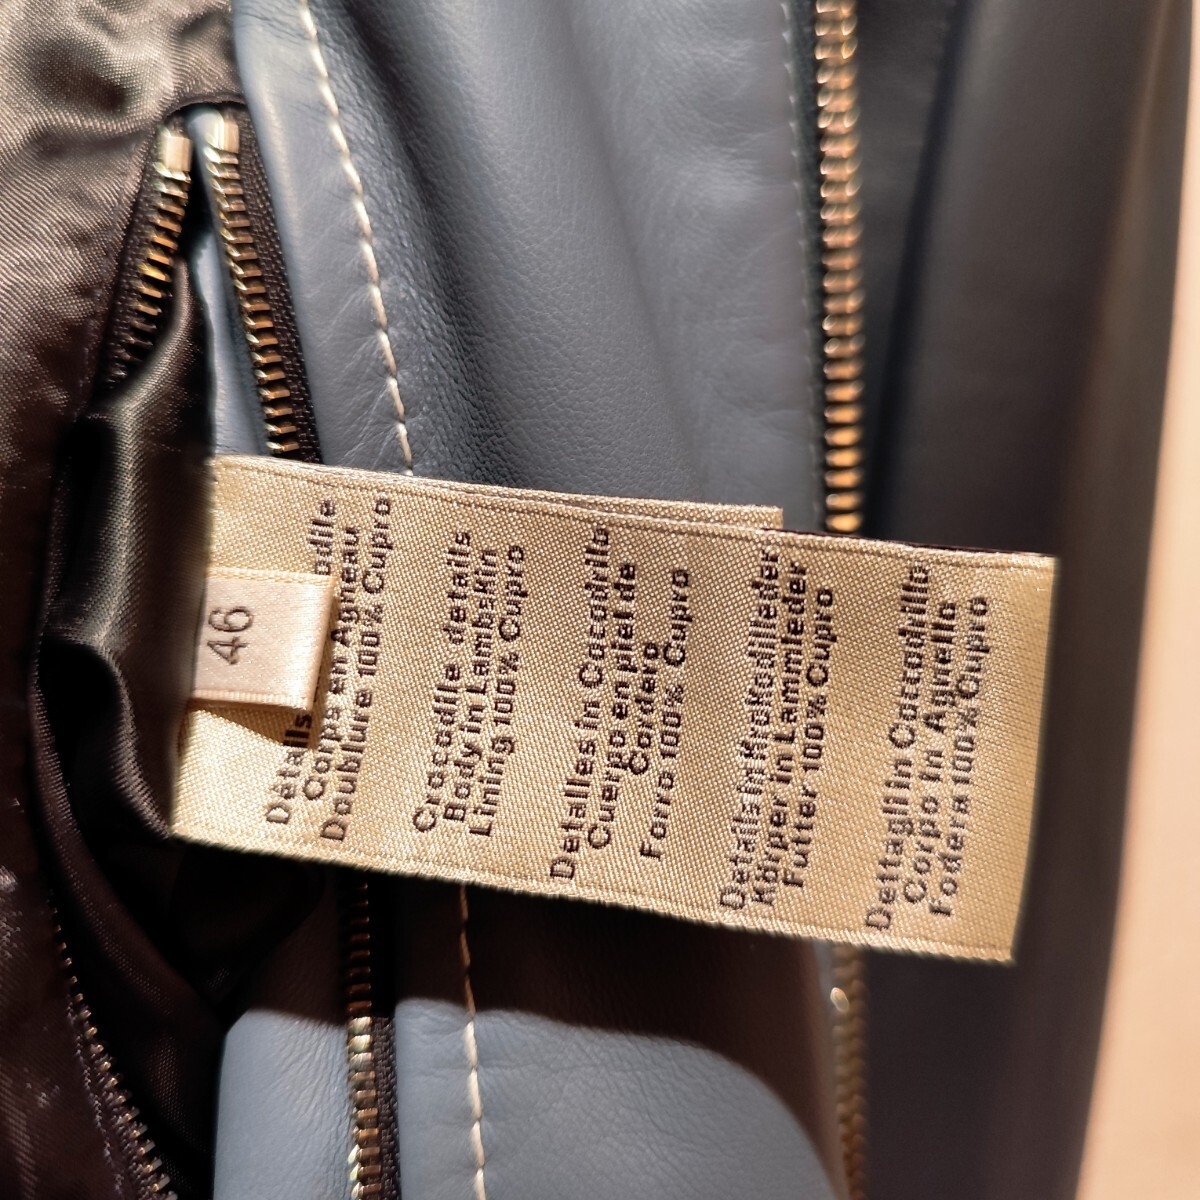 46
Détails
Corps en Agneau
Doublure 100% Cupro
Crocodile details
Body in Lambskin
Lining 100% Cupro
Detalles in Cocodrilo
Cuerpo en piel de
Cordero
Forro 100% Cupro
Details in Krokodilleder
Körper in Lammleder
Futter 100% Cupro
Dettagli in Coccodrillo
Corpo in Agnello
Fodera 100% Cupro